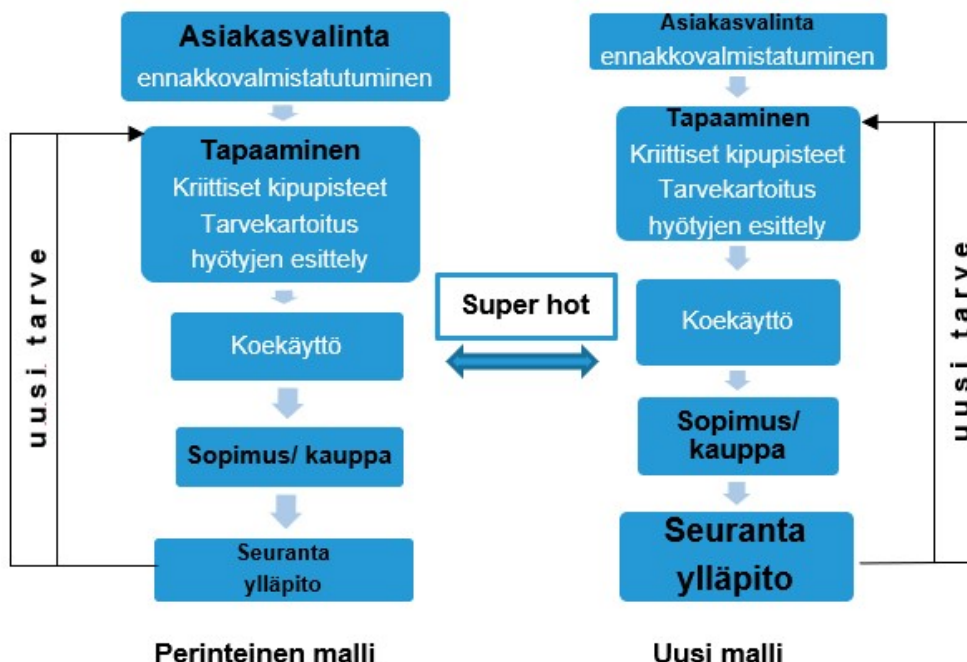 Asiakasvalinta
ennakkovalmistatutuminen
Tapaaminen
Kriittiset kipupisteet
Tarvekartoitus
hyötyjen esittely
Koekäyttö
Sopimus/ kauppa
Seuranta
ylläpito
uusi tarve
Perinteinen malli
Super hot
Asiakasvalinta
ennakkovalmistatuminen
Tapaaminen
Kriittiset kipupisteet
Tarvekartoitus
hyötyjen esittely
Koekäyttö
Sopimus/
kauppa
Seuranta
ylläpito
uusi tarve
Uusi malli